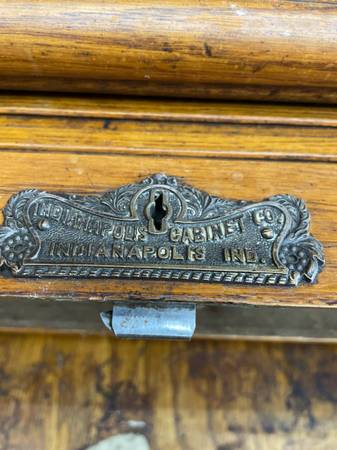 INDIANAPOLIS CABINET CO.
INDIANAPOLIS IND.